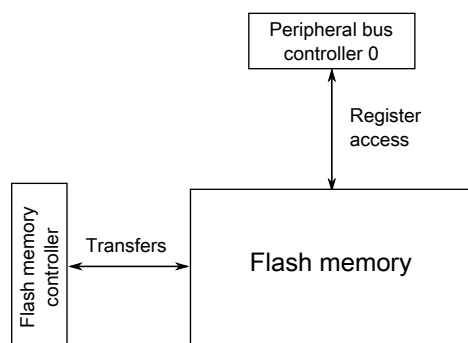 Peripheral bus
controller 0
Register
access
Flash memory
controller
Transfers
Flash memory